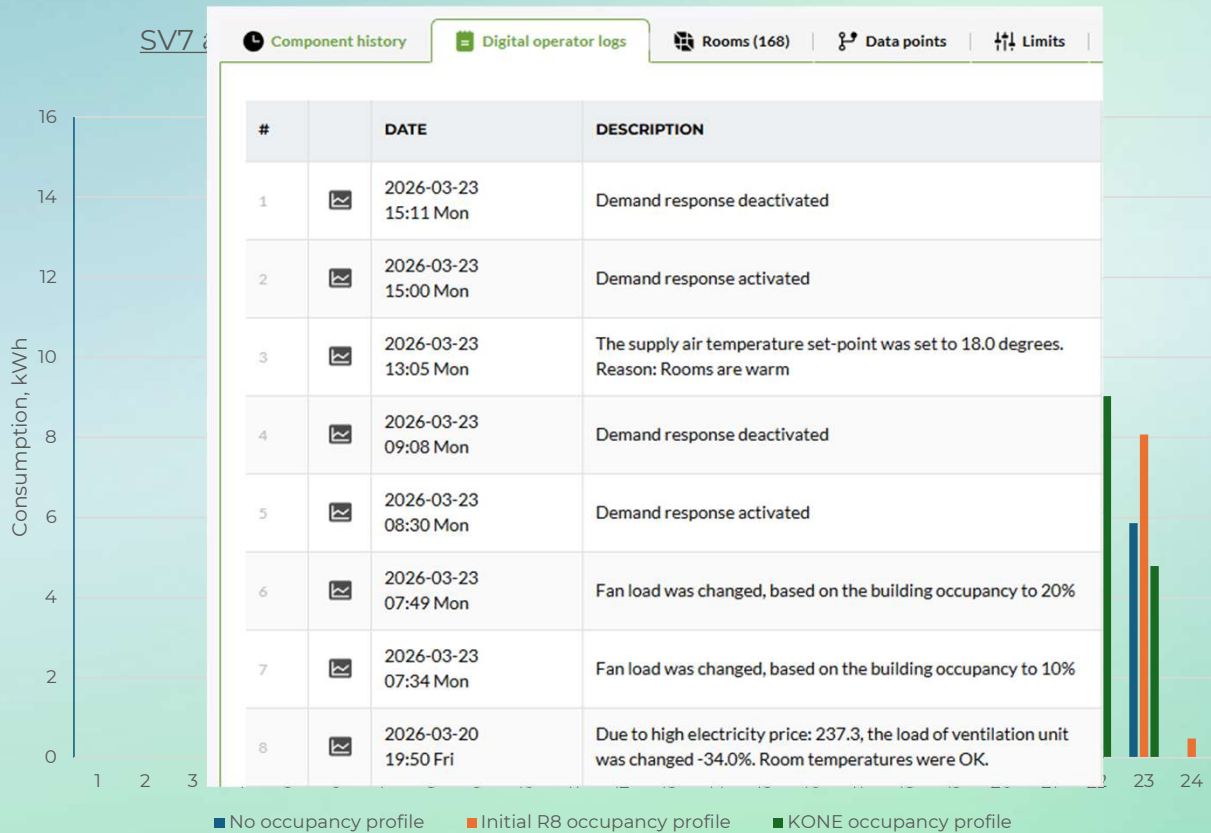 SV7
Component history
Digital operator logs
Rooms (168)
Data points
Limits
# DATE DESCRIPTION
1 2026-03-23 15:11 Mon Demand response deactivated
2 2026-03-23 15:00 Mon Demand response activated
3 2026-03-23 13:05 Mon The supply air temperature set-point was set to 18.0 degrees.
Reason: Rooms are warm
4 2026-03-23 09:08 Mon Demand response deactivated
5 2026-03-23 08:30 Mon Demand response activated
6 2026-03-23 07:49 Mon Fan load was changed, based on the building occupancy to 20%
7 2026-03-23 07:34 Mon Fan load was changed, based on the building occupancy to 10%
8 2026-03-20 19:50 Fri Due to high electricity price: 237.3, the load of ventilation unit
was changed -34.0%. Room temperatures were OK.
Consumption, kWh
16
14
12
10
8
6
4
2
0
1 2 3 23 24
No occupancy profile Initial R8 occupancy profile KONE occupancy profile